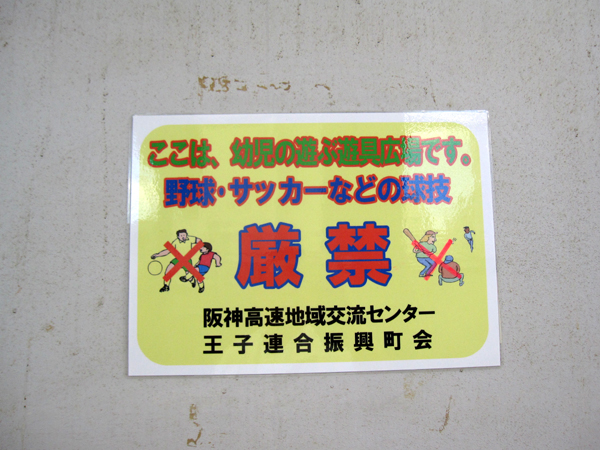 ここは、幼児の遊ぶ遊具広場です。
野球・サッカーなどの球技
厳禁
阪神高速地域交流センター
王子連合振興町会